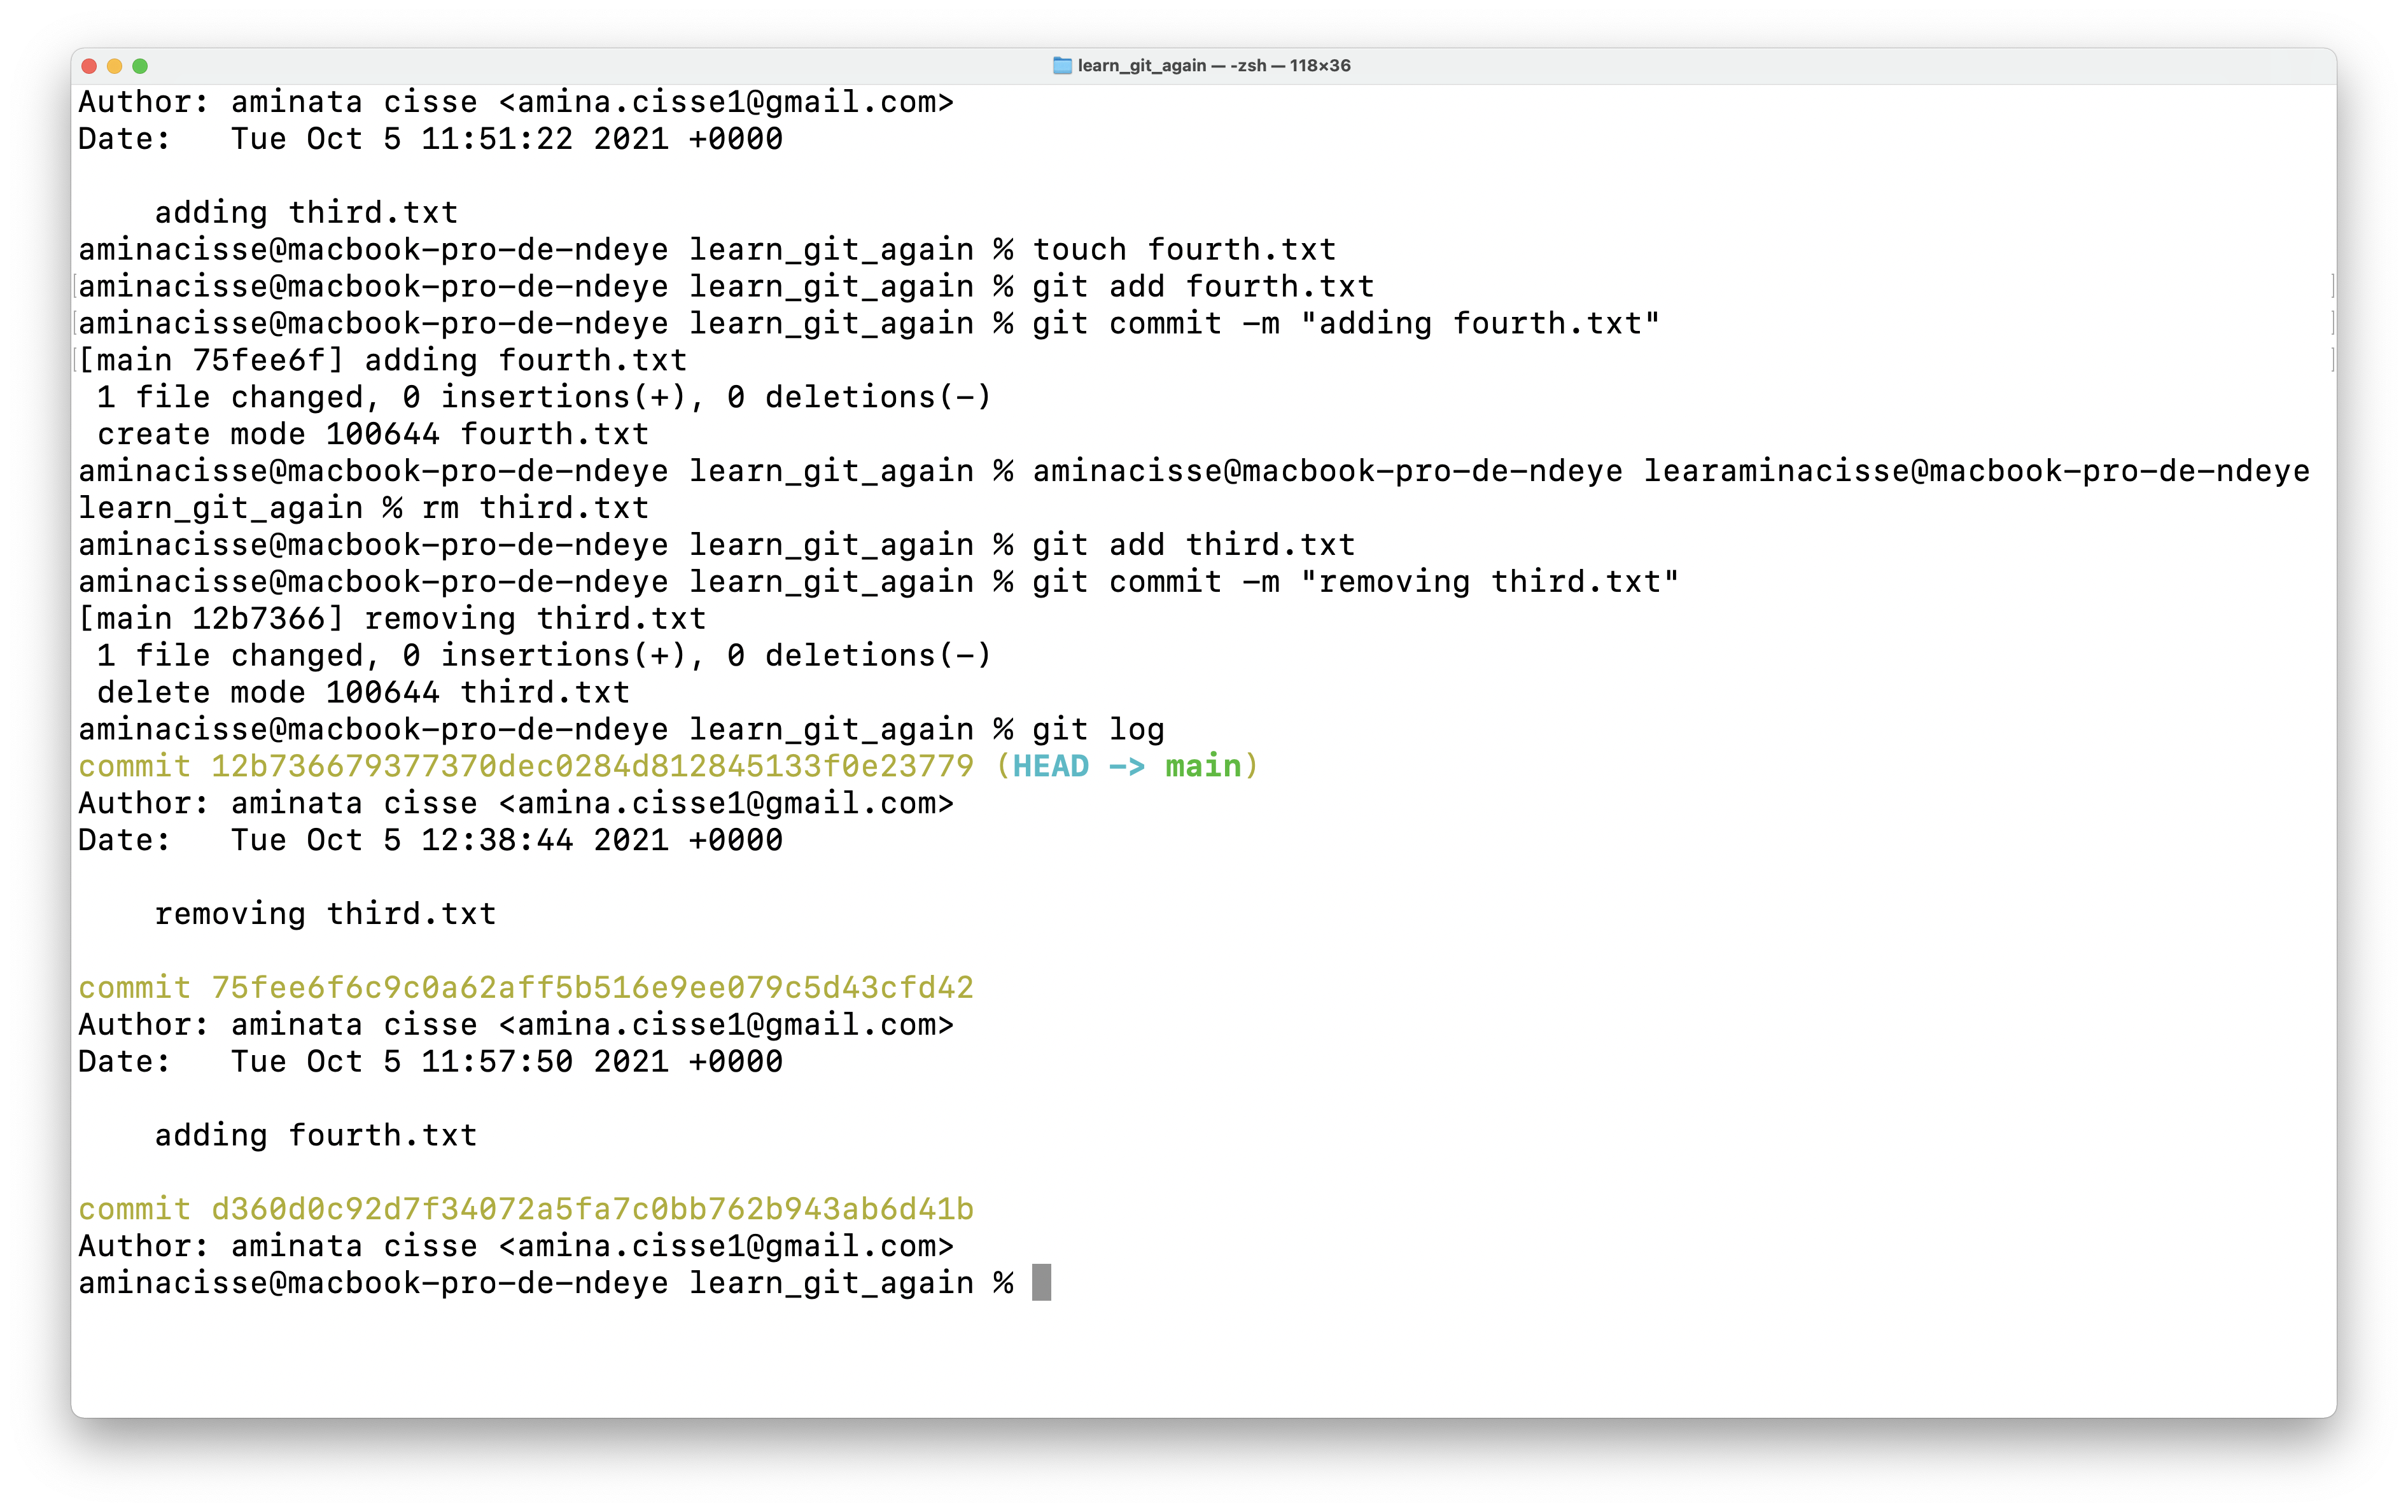 learn_git_again — -zsh — 118×36
Author: aminata cisse <amina.cisse1@gmail.com>
Date:   Tue Oct 5 11:51:22 2021 +0000
    adding third.txt
aminacisse@macbook-pro-de-ndeye learn_git_again % touch fourth.txt
aminacisse@macbook-pro-de-ndeye learn_git_again % git add fourth.txt
aminacisse@macbook-pro-de-ndeye learn_git_again % git commit -m "adding fourth.txt"
[main 75fee6f] adding fourth.txt
 1 file changed, 0 insertions(+), 0 deletions(-)
 create mode 100644 fourth.txt
aminacisse@macbook-pro-de-ndeye learn_git_again % aminacisse@macbook-pro-de-ndeye learaminacisse@macbook-pro-de-ndeye
learn_git_again % rm third.txt
aminacisse@macbook-pro-de-ndeye learn_git_again % git add third.txt
aminacisse@macbook-pro-de-ndeye learn_git_again % git commit -m "removing third.txt"
[main 12b7366] removing third.txt
 1 file changed, 0 insertions(+), 0 deletions(-)
 delete mode 100644 third.txt
aminacisse@macbook-pro-de-ndeye learn_git_again % git log
commit 12b736679377370dec0284d812845133f0e23779 (HEAD -> main)
Author: aminata cisse <amina.cisse1@gmail.com>
Date:   Tue Oct 5 12:38:44 2021 +0000
    removing third.txt
commit 75fee6f6c9c0a62aff5b516e9ee079c5d43cfd42
Author: aminata cisse <amina.cisse1@gmail.com>
Date:   Tue Oct 5 11:57:50 2021 +0000
    adding fourth.txt
commit d360d0c92d7f34072a5fa7c0bb762b943ab6d41b
Author: aminata cisse <amina.cisse1@gmail.com>
aminacisse@macbook-pro-de-ndeye learn_git_again %